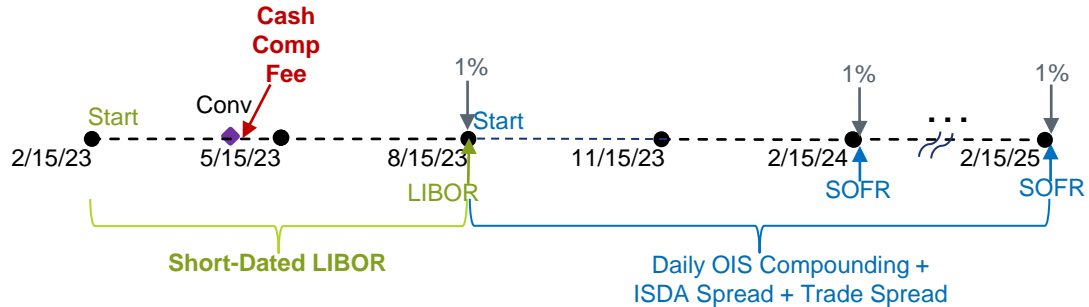 Cash
Comp
Fee
1%
1%
1%
Conv
Start
Start
...
2/15/23
5/15/23
8/15/23
11/15/23
2/15/24
2/15/25
LIBOR
SOFR
SOFR
Short-Dated LIBOR
Daily OIS Compounding +
ISDA Spread + Trade Spread